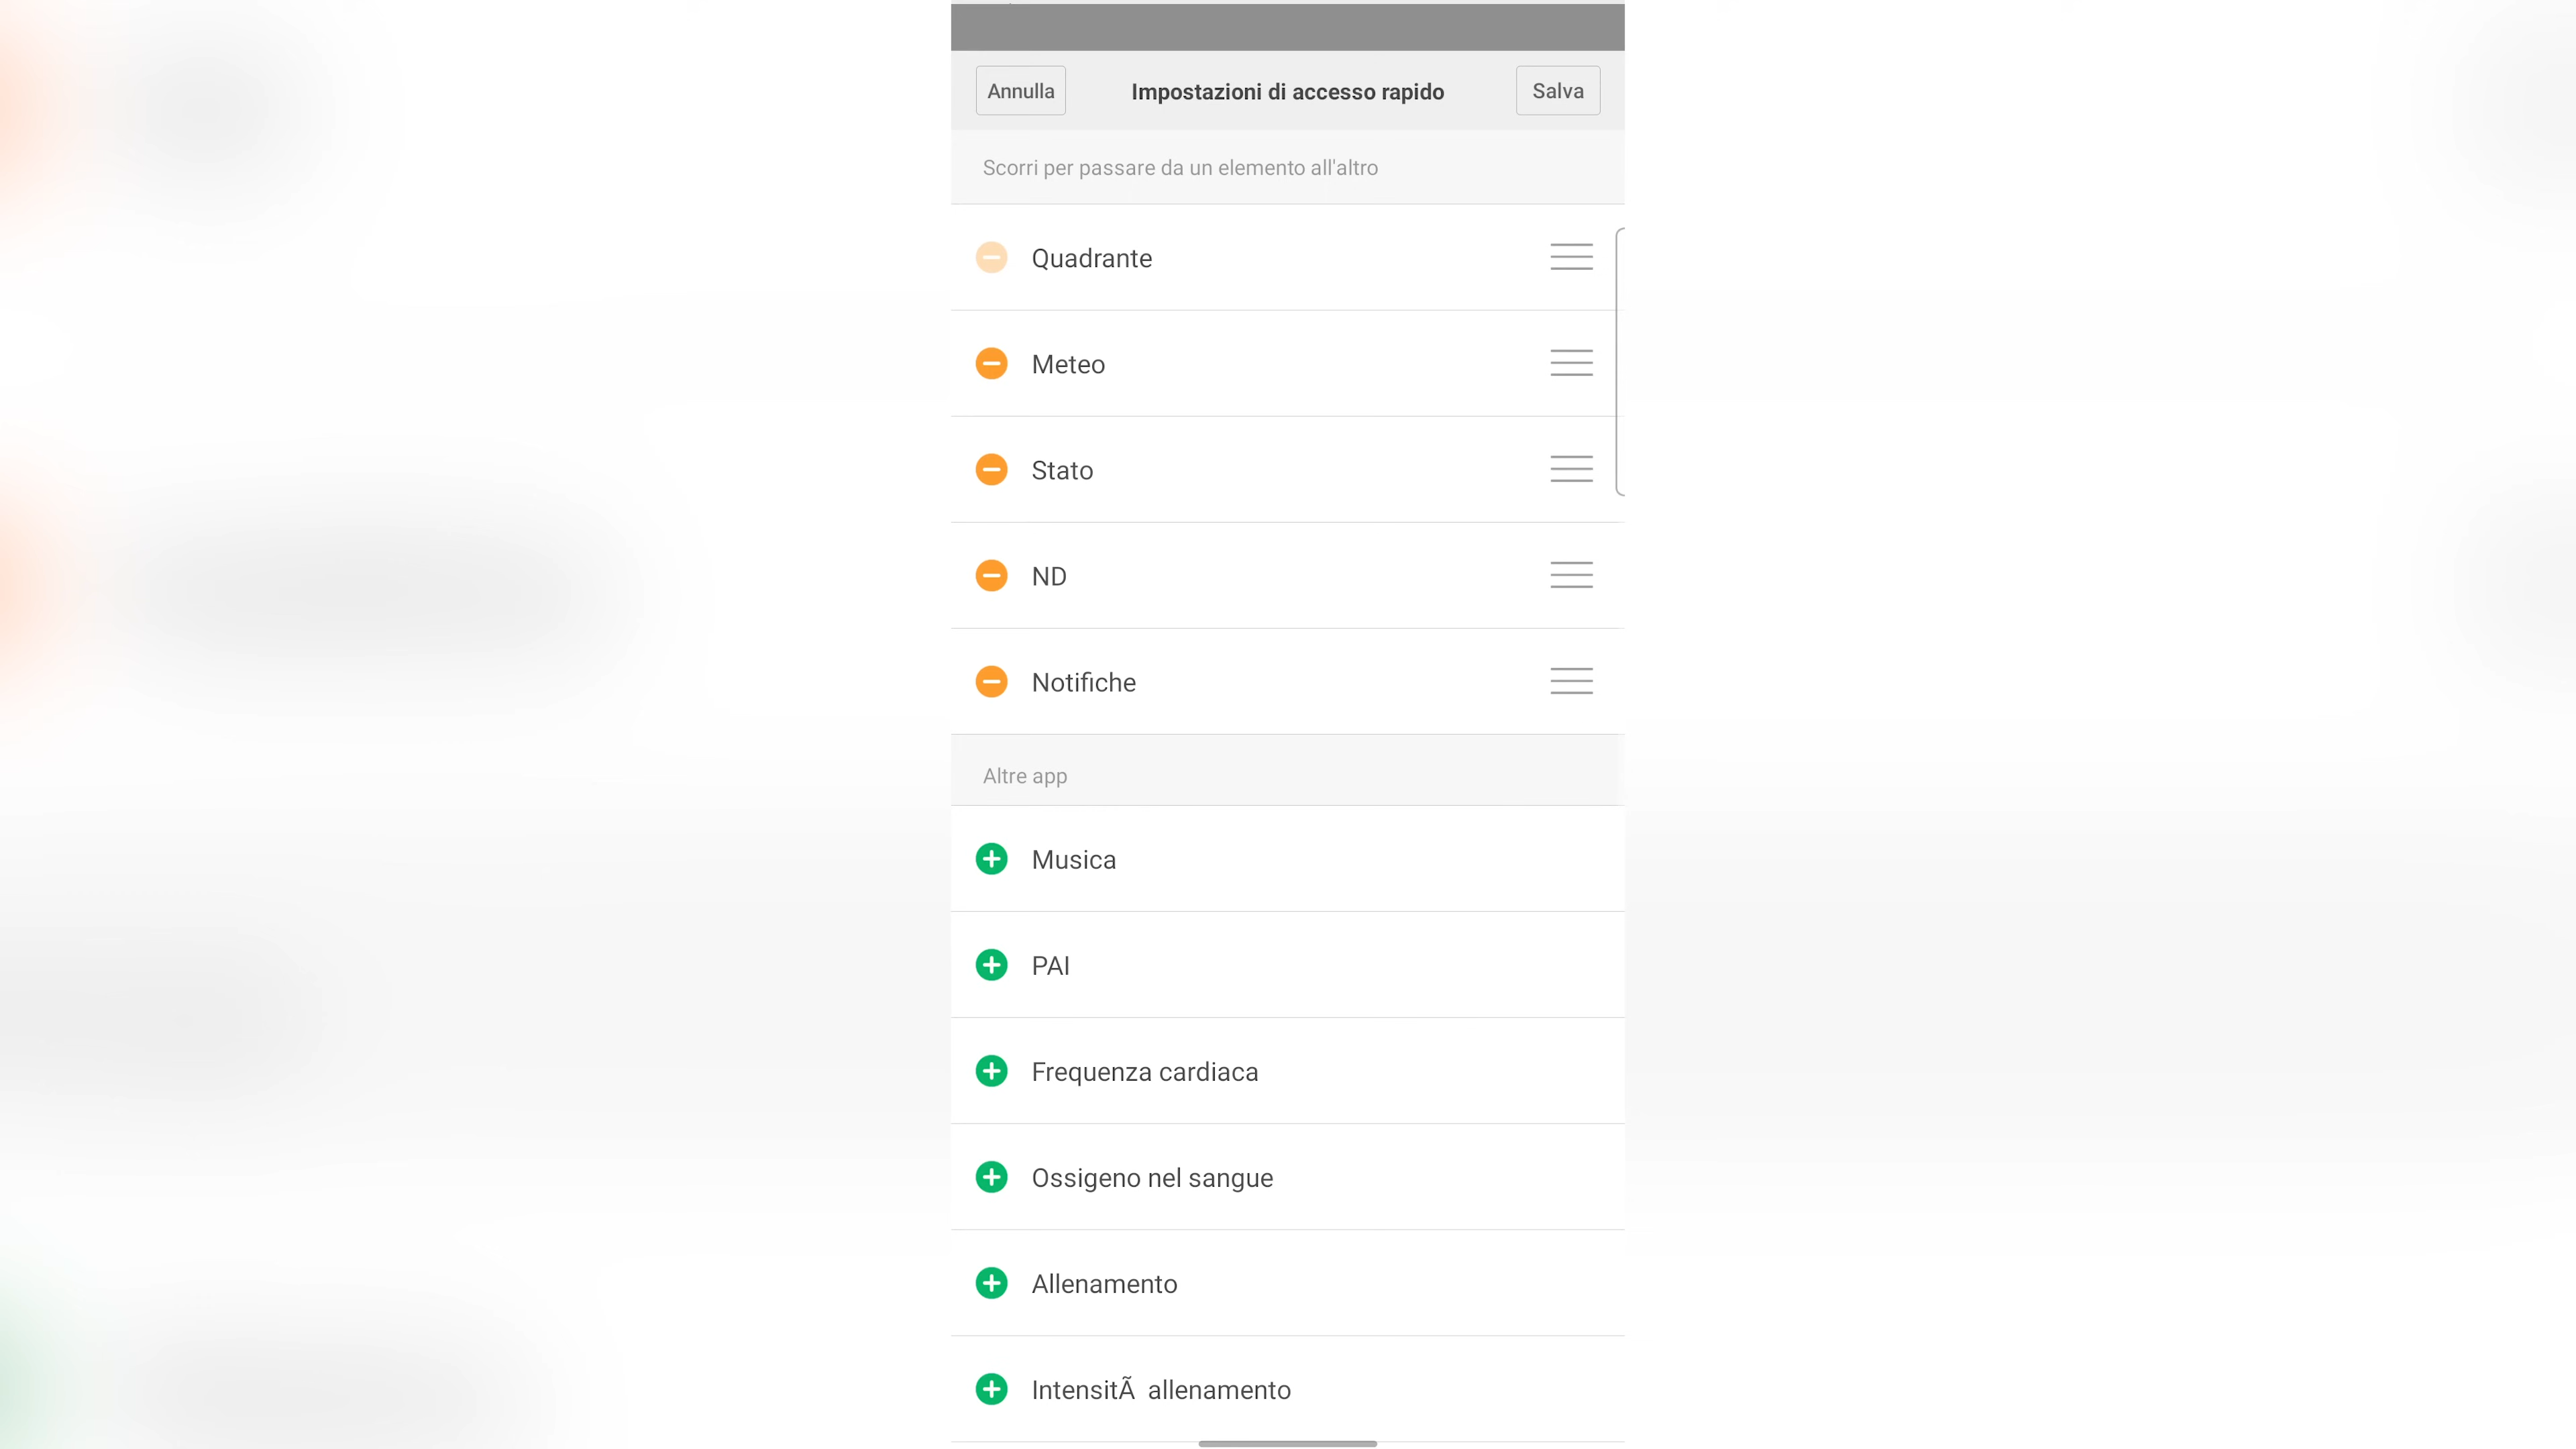 Annulla
Impostazioni di accesso rapido
Salva
Scorri per passare da un elemento all'altro
Quadrante
Meteo
Stato
ND
Notifiche
Altre app
Musica
PAI
Frequenza cardiaca
Ossigeno nel sangue
Allenamento
IntensitÃ  allenamento